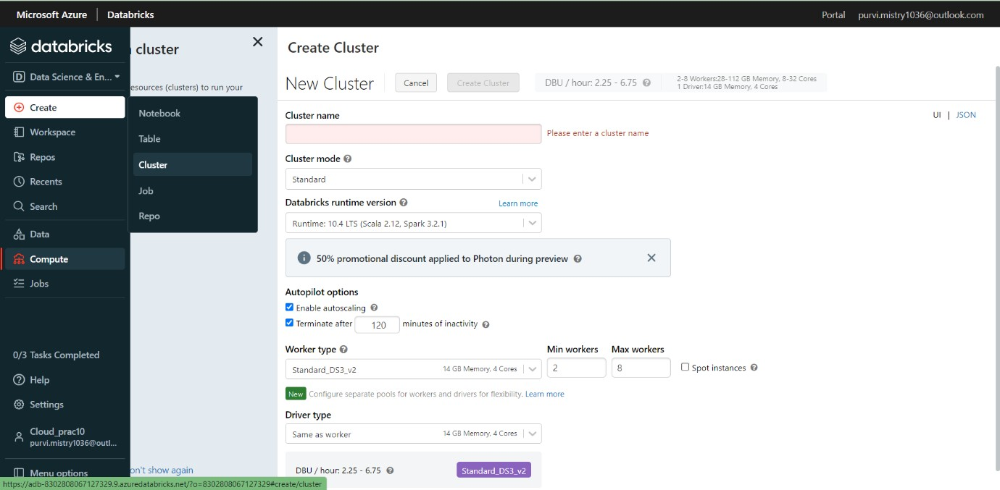 Microsoft Azure | Databricks
Portal purvi.mistry1036@outlook.com
databricks
Data Science & En...
Create
Workspace
Repos
Recents
Search
Data
Compute
Jobs
0/3 Tasks Completed
Help
Settings
Cloud_prac10
purvi.mistry1036@outl...
Menu options
cluster
esources (clusters) to run your
Notebook
Table
Cluster
Job
Repo
on't show again
https://adb-8302808067127329.9.azuredatabricks.net/?o=8302808067127329#create/cluster
Create Cluster
New Cluster Cancel Create Cluster DBU / hour: 2.25 - 6.75
2-8 Workers:28-112 GB Memory, 8-32 Cores
1 Driver:14 GB Memory, 4 Cores
UI | JSON
Cluster name
Please enter a cluster name
Cluster mode
Standard
Databricks runtime version Learn more
Runtime: 10.4 LTS (Scala 2.12, Spark 3.2.1)
50% promotional discount applied to Photon during preview
Autopilot options
Enable autoscaling
Terminate after 120 minutes of inactivity
Worker type Min workers Max workers
Standard_DS3_v2 14 GB Memory, 4 Cores 2 8 Spot instances
New Configure separate pools for workers and drivers for flexibility. Learn more
Driver type
Same as worker 14 GB Memory, 4 Cores
DBU / hour: 2.25 - 6.75 Standard_DS3_v2